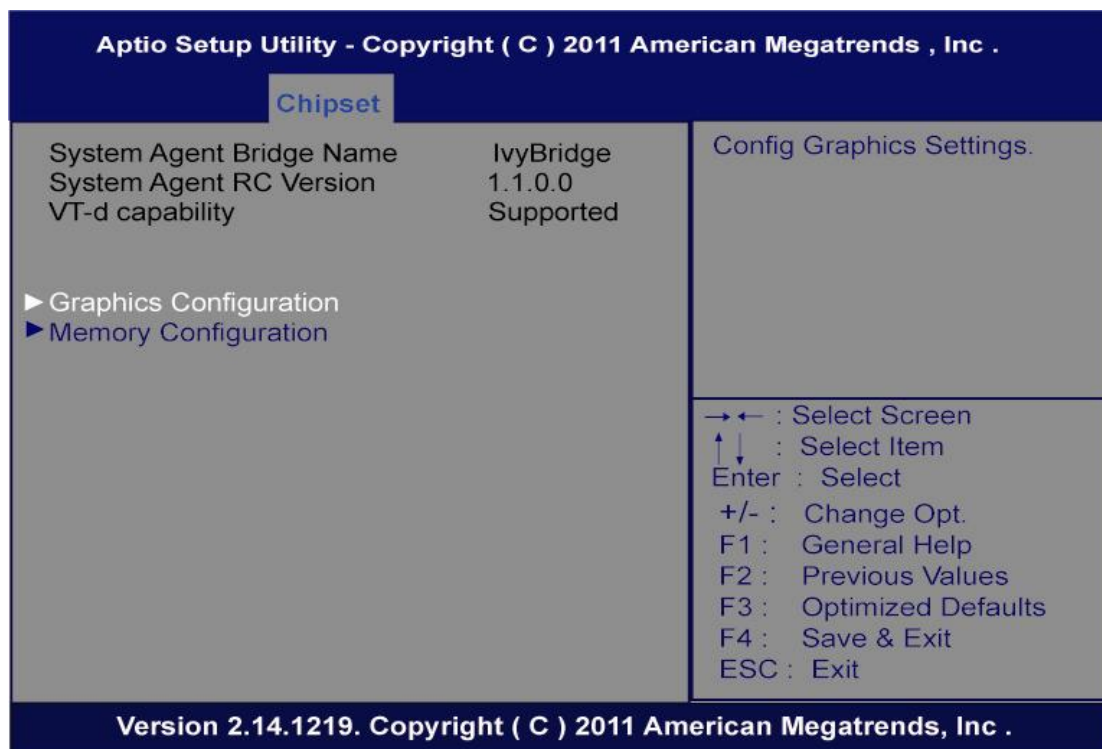 Aptio Setup Utility - Copyright ( C ) 2011 American Megatrends , Inc .
Chipset
System Agent Bridge Name IvyBridge
System Agent RC Version 1.1.0.0
VT-d capability Supported
►Graphics Configuration
►Memory Configuration
Config Graphics Settings.
→ ← : Select Screen
↑ ↓ : Select Item
Enter : Select
+/- : Change Opt.
F1 : General Help
F2 : Previous Values
F3 : Optimized Defaults
F4 : Save & Exit
ESC : Exit
Version 2.14.1219. Copyright ( C ) 2011 American Megatrends, Inc .